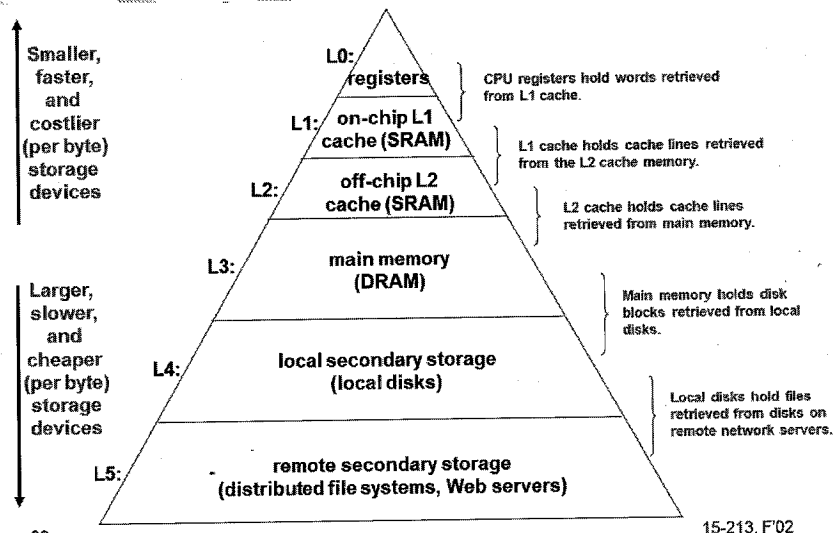 Smaller,
faster,
and
costlier
(per byte)
storage
devices
Larger,
slower,
and
cheaper
(per byte)
storage
devices
L0:
registers
L1:
on-chip L1
cache (SRAM)
L2:
off-chip L2
cache (SRAM)
L3:
main memory
(DRAM)
L4:
local secondary storage
(local disks)
L5:
remote secondary storage
(distributed file systems, Web servers)
CPU registers hold words retrieved
from L1 cache.
L1 cache holds cache lines retrieved
from the L2 cache memory.
L2 cache holds cache lines
retrieved from main memory.
Main memory holds disk
blocks retrieved from local
disks.
Local disks hold files
retrieved from disks on
remote network servers.
15-213, F'02